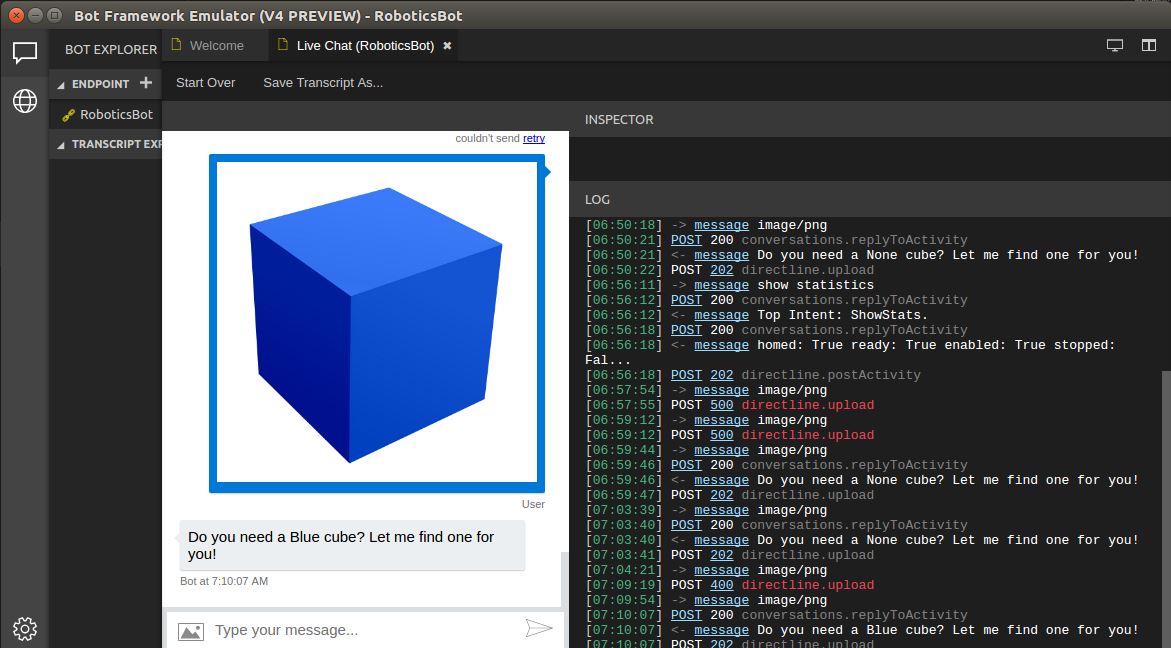 Bot Framework Emulator (V4 PREVIEW) - RoboticsBot
BOT EXPLORER
Welcome
Live Chat (RoboticsBot)
ENDPOINT
RoboticsBot
TRANSCRIPT EXP
Start Over
Save Transcript As...
couldn't send retry
User
Do you need a Blue cube? Let me find one for
you!
Bot at 7:10:07 AM
Type your message...
INSPECTOR
LOG
[06:50:18] -> message image/png
[06:50:21] POST 200 conversations.replyToActivity
[06:50:21] <- message Do you need a None cube? Let me find one for you!
[06:50:22] POST 202 directline.upload
[06:56:11] -> message show statistics
[06:56:12] POST 200 conversations.replyToActivity
[06:56:12] <- message Top Intent: ShowStats.
[06:56:18] POST 200 conversations.replyToActivity
[06:56:18] <- message homed: True ready: True enabled: True stopped:
Fal...
[06:56:18] POST 202 directline.postActivity
[06:57:54] -> message image/png
[06:57:55] POST 500 directline.upload
[06:59:12] -> message image/png
[06:59:12] POST 500 directline.upload
[06:59:44] -> message image/png
[06:59:46] POST 200 conversations.replyToActivity
[06:59:46] <- message Do you need a None cube? Let me find one for you!
[06:59:47] POST 202 directline.upload
[07:03:39] -> message image/png
[07:03:40] POST 200 conversations.replyToActivity
[07:03:40] <- message Do you need a None cube? Let me find one for you!
[07:03:41] POST 202 directline.upload
[07:04:21] -> message image/png
[07:09:19] POST 400 directline.upload
[07:09:54] -> message image/png
[07:10:07] POST 200 conversations.replyToActivity
[07:10:07] <- message Do you need a Blue cube? Let me find one for you!
[07:10:07] POST 202 directline.upload